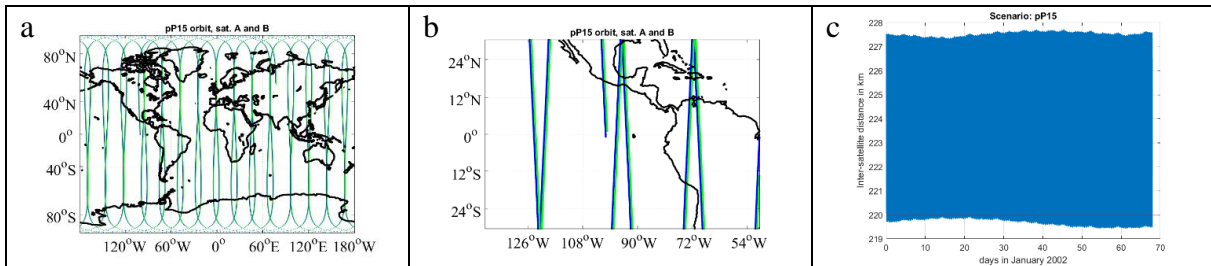 a
pP15 orbit, sat. A and B
80°N
40°N
0°
40°S
80°S
120°W 60°W 0° 60°E 120°E 180°W
b
pP15 orbit, sat. A and B
24°N
12°N
0°
12°S
24°S
126°W 108°W 90°W 72°W 54°W
c
Scenario: pP15
Inter-satellite distance in km
228
227
226
225
224
223
222
221
220
219
0 10 20 30 40 50 60 70
days in January 2002